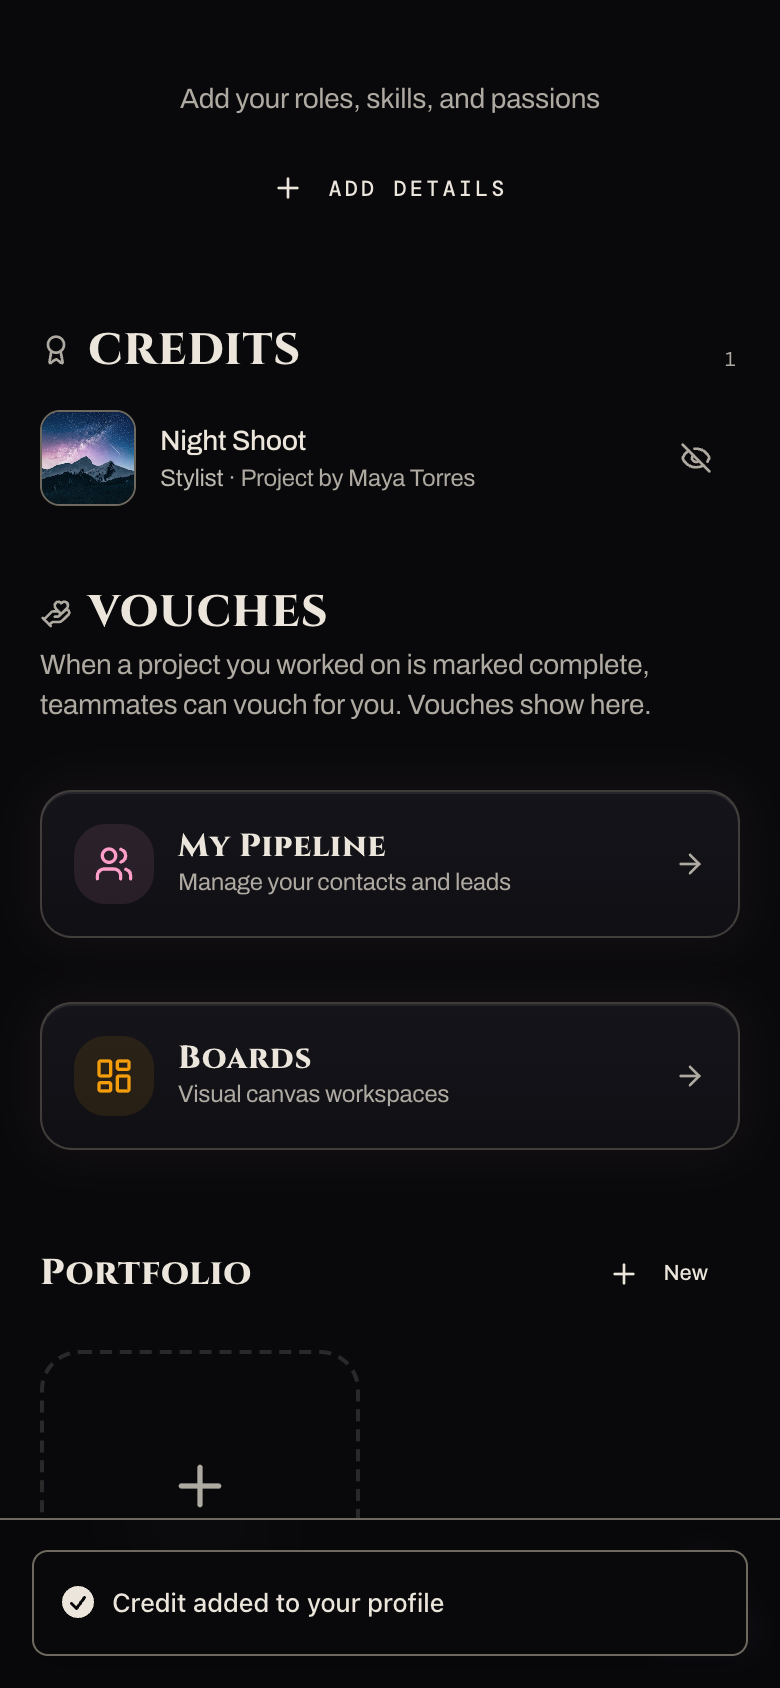 Add your roles, skills, and passions
ADD DETAILS
CREDITS
1
Night Shoot
Stylist · Project by Maya Torres
VOUCHES
When a project you worked on is marked complete,
teammates can vouch for you. Vouches show here.
My Pipeline
Manage your contacts and leads
Boards
Visual canvas workspaces
Portfolio
New
Credit added to your profile